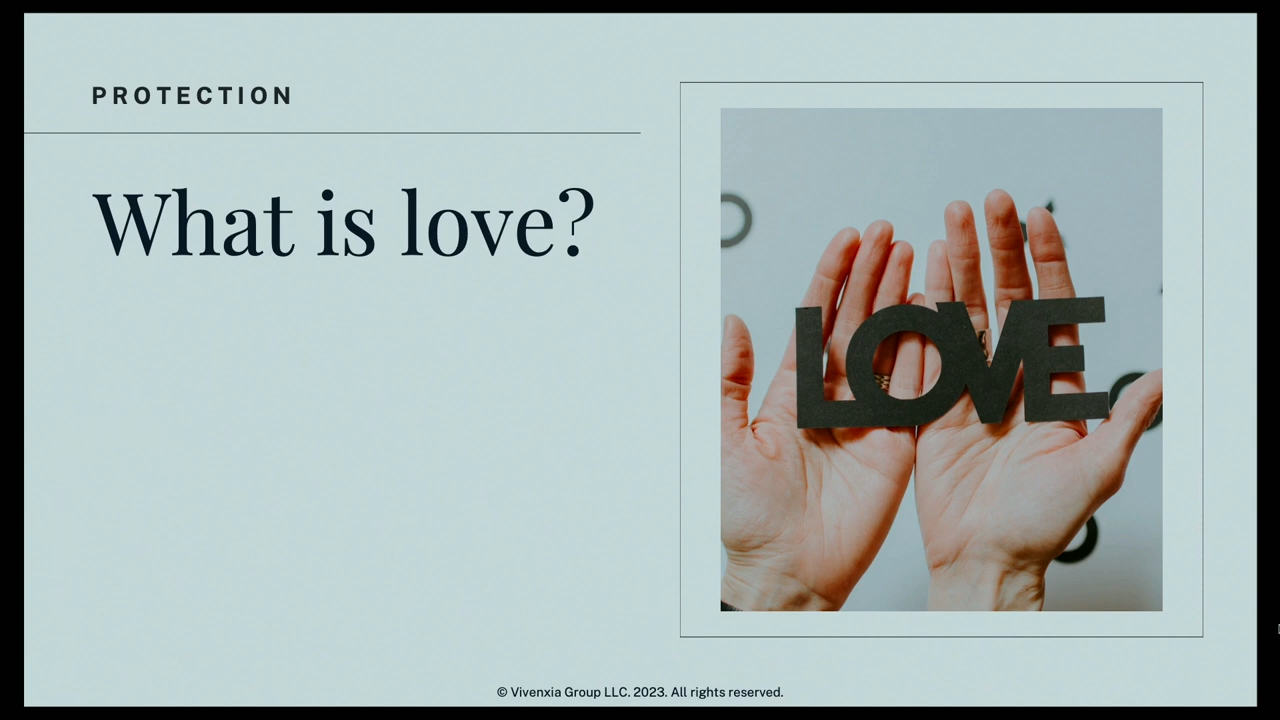 PROTECTION
What is love?
LOVE
© Vivenxia Group LLC. 2023. All rights reserved.